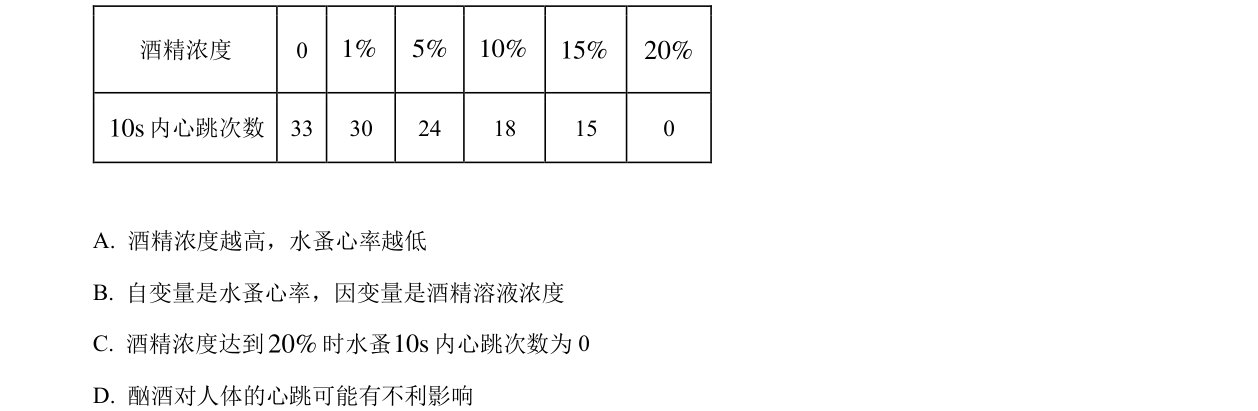 酒精浓度 0 1% 5% 10% 15% 20%
10s 内心跳次数 33 30 24 18 15 0
A. 酒精浓度越高，水蚤心率越低
B. 自变量是水蚤心率，因变量是酒精溶液浓度
C. 酒精浓度达到 20% 时水蚤 10s 内心跳次数为 0
D. 酗酒对人体的心跳可能有不利影响